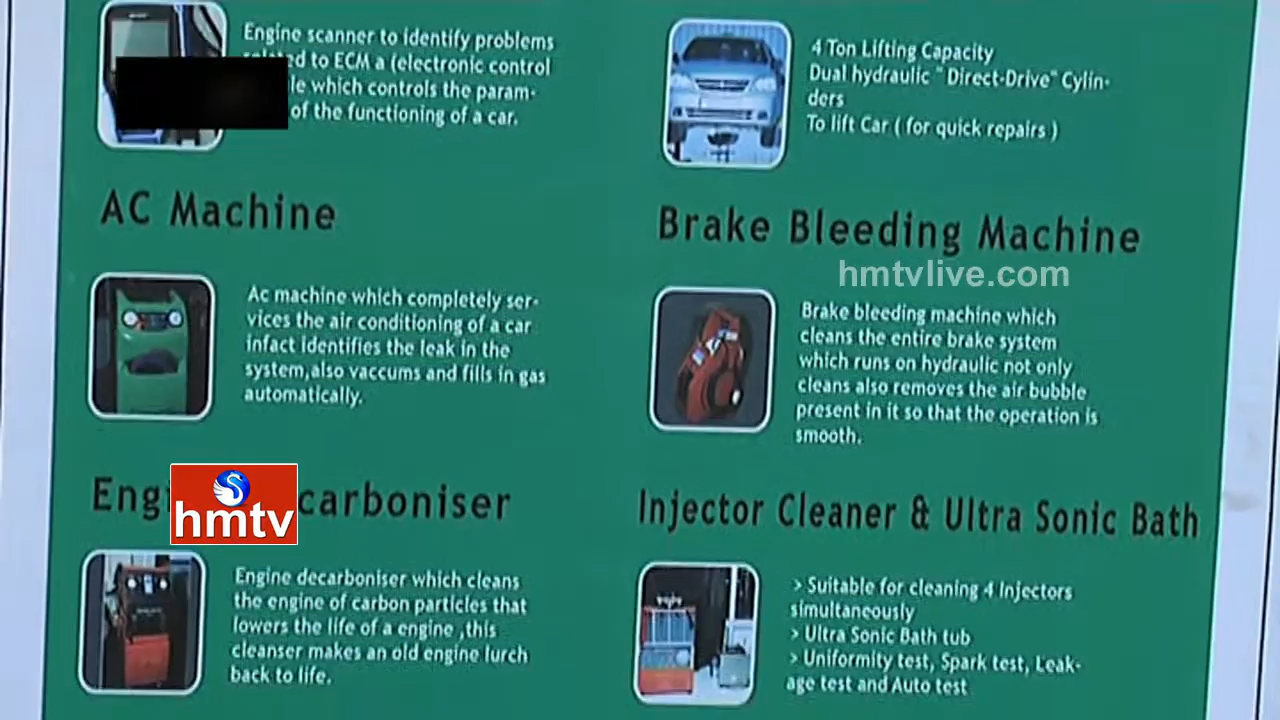 Engine scanner to identify problems
to ECM a (electronic control
which controls the param-
of the functioning of a car.
4 Ton Lifting Capacity
Dual hydraulic " Direct-Drive" Cylin-
ders
To lift Car ( for quick repairs )
AC Machine
Ac machine which completely ser-
vices the air conditioning of a car
infact identifies the leak in the
system,also vaccums and fills in gas
automatically.
Brake Bleeding Machine
hmtvlive.com
Brake bleeding machine which
cleans the entire brake system
which runs on hydraulic not only
cleans also removes the air bubble
present in it so that the operation is
smooth.
hmtv
Engine decarboniser which cleans
the engine of carbon particles that
lowers the life of a engine ,this
cleanser makes an old engine lurch
back to life.
Injector Cleaner & Ultra Sonic Bath
> Suitable for cleaning 4 Injectors
simultaneously
> Ultra Sonic Bath tub
> Uniformity test, Spark test, Leak-
age test and Auto test